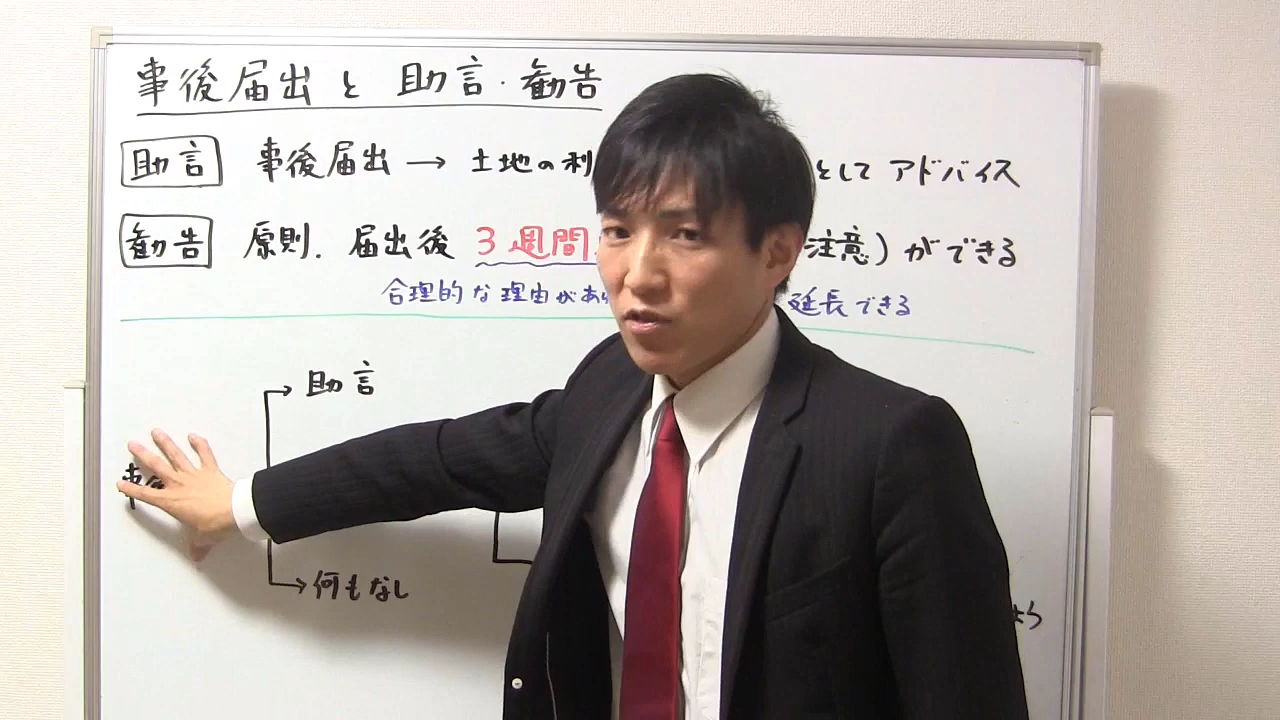 事後届出と助言・勧告
助言 事後届出→土地の利 として アドバイス
勧告 原則、届出後 3週間 注意)ができる
合理的な理由があ 延長できる
助言
事後
何もなし